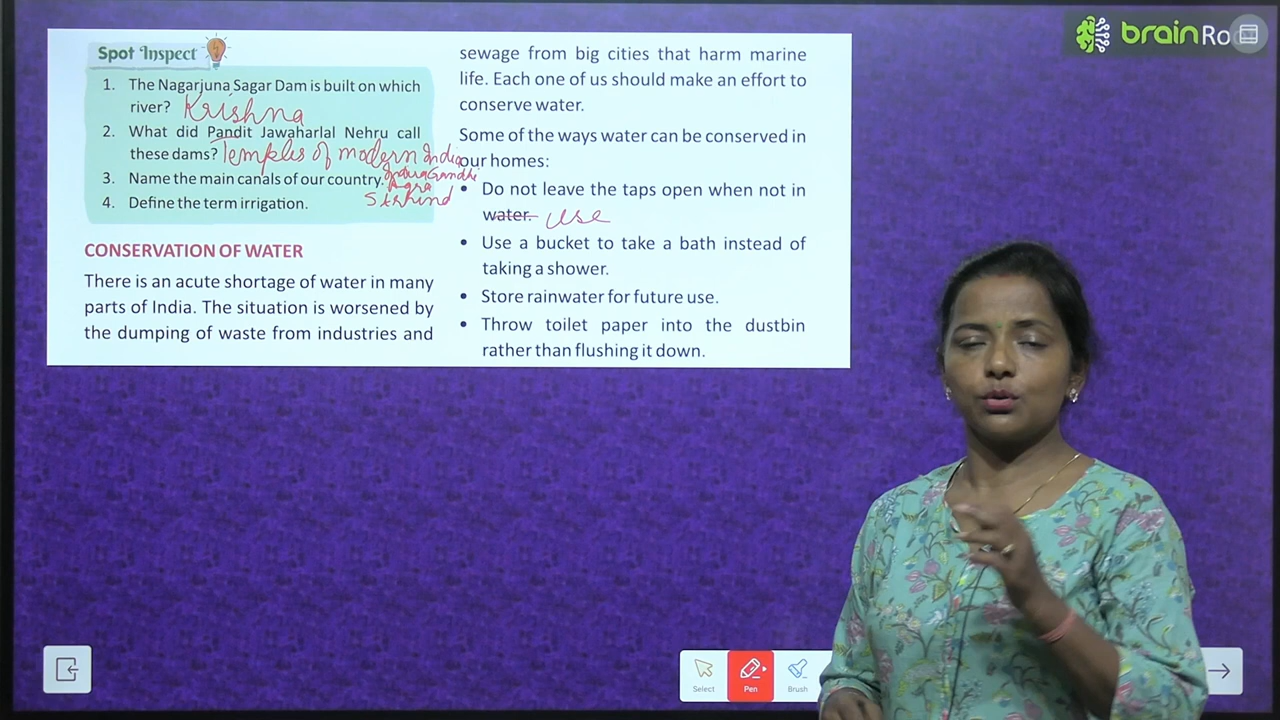 brainRo
Spot Inspect
1. The Nagarjuna Sagar Dam is built on which
river? Krishna
2. What did Pandit Jawaharlal Nehru call
these dams? Temples of modern India
3. Name the main canals of our country. Indira Gandhi
Agra
Sirhind
4. Define the term irrigation.
CONSERVATION OF WATER
There is an acute shortage of water in many
parts of India. The situation is worsened by
the dumping of waste from industries and
sewage from big cities that harm marine
life. Each one of us should make an effort to
conserve water.
Some of the ways water can be conserved in
our homes:
• Do not leave the taps open when not in
water. use
• Use a bucket to take a bath instead of
taking a shower.
• Store rainwater for future use.
• Throw toilet paper into the dustbin
rather than flushing it down.
Select
Pen
Brush